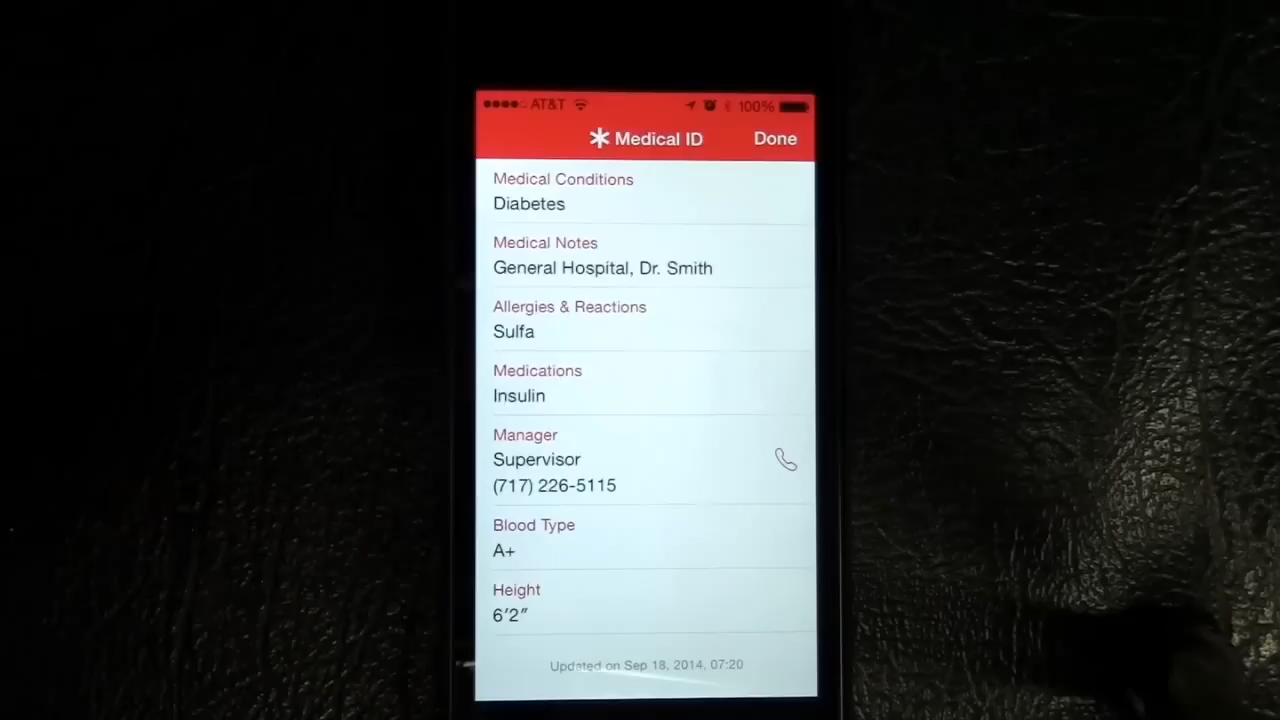 AT&T 100%
Medical ID Done
Medical Conditions
Diabetes
Medical Notes
General Hospital, Dr. Smith
Allergies & Reactions
Sulfa
Medications
Insulin
Manager
Supervisor
(717) 226-5115
Blood Type
A+
Height
6′2″
Updated on Sep 18, 2014, 07:20